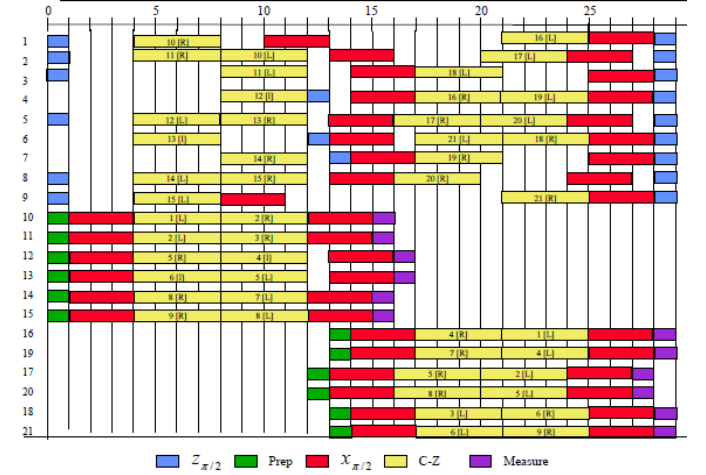 0 5 10 15 20 25
1 10 [R] 16 [L]
2 11 [R] 10 [L] 17 [L]
3 11 [L] 18 [L]
4 12 [I] 16 [R] 19 [L]
5 12 [L] 13 [R] 17 [R] 20 [L]
6 13 [I] 21 [L] 18 [R]
7 14 [R] 19 [R]
8 14 [L] 15 [R] 20 [R]
9 15 [L] 21 [R]
10 1 [L] 2 [R]
11 2 [L] 3 [R]
12 5 [R] 4 [I]
13 6 [I] 5 [L]
14 8 [R] 7 [L]
15 9 [R] 8 [L]
16 4 [R] 1 [L]
19 7 [R] 4 [L]
17 5 [R] 2 [L]
20 8 [R] 5 [L]
18 3 [L] 6 [R]
21 6 [L] 9 [R]
Z π/2 Prep X π/2 C-Z Measure